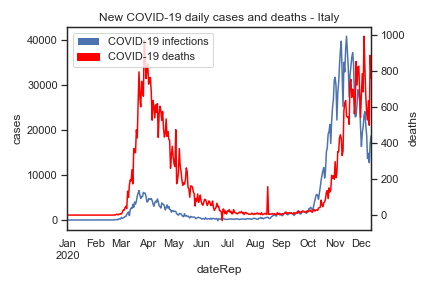 New COVID-19 daily cases and deaths - Italy
COVID-19 infections
COVID-19 deaths
cases
40000
30000
20000
10000
0
deaths
1000
800
600
400
200
0
Jan Feb Mar Apr May Jun Jul Aug Sep Oct Nov Dec
2020
dateRep